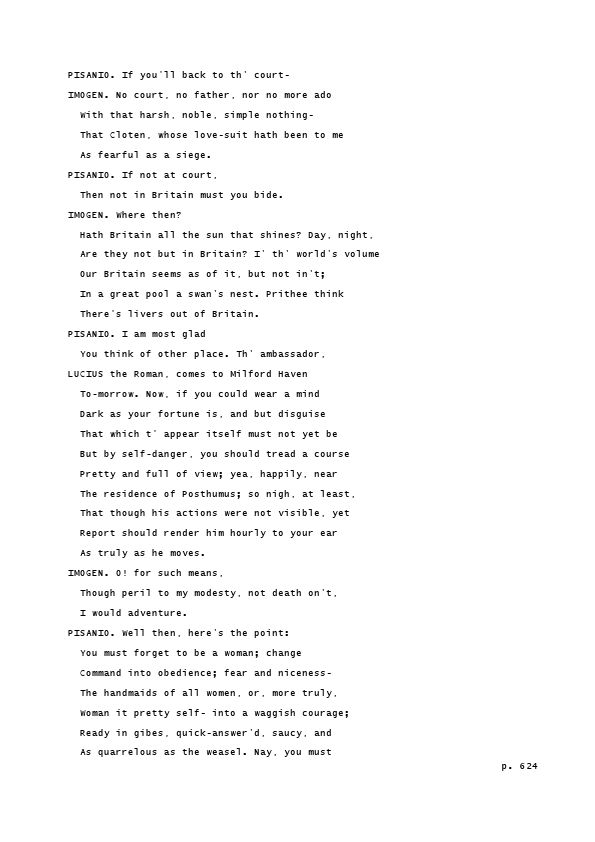 PISANIO. If you'll back to th' court-
IMOGEN. No court, no father, nor no more ado
With that harsh, noble, simple nothing-
That Cloten, whose love-suit hath been to me
As fearful as a siege.
PISANIO. If not at court,
Then not in Britain must you bide.
IMOGEN. Where then?
Hath Britain all the sun that shines? Day, night,
Are they not but in Britain? I' th' world's volume
Our Britain seems as of it, but not in't;
In a great pool a swan's nest. Prithee think
There's livers out of Britain.
PISANIO. I am most glad
You think of other place. Th' ambassador,
LUCIUS the Roman, comes to Milford Haven
To-morrow. Now, if you could wear a mind
Dark as your fortune is, and but disguise
That which t' appear itself must not yet be
But by self-danger, you should tread a course
Pretty and full of view; yea, happily, near
The residence of Posthumus; so nigh, at least,
That though his actions were not visible, yet
Report should render him hourly to your ear
As truly as he moves.
IMOGEN. O! for such means,
Though peril to my modesty, not death on't,
I would adventure.
PISANIO. Well then, here's the point:
You must forget to be a woman; change
Command into obedience; fear and niceness-
The handmaids of all women, or, more truly,
Woman it pretty self- into a waggish courage;
Ready in gibes, quick-answer'd, saucy, and
As quarrelous as the weasel. Nay, you must
p. 624